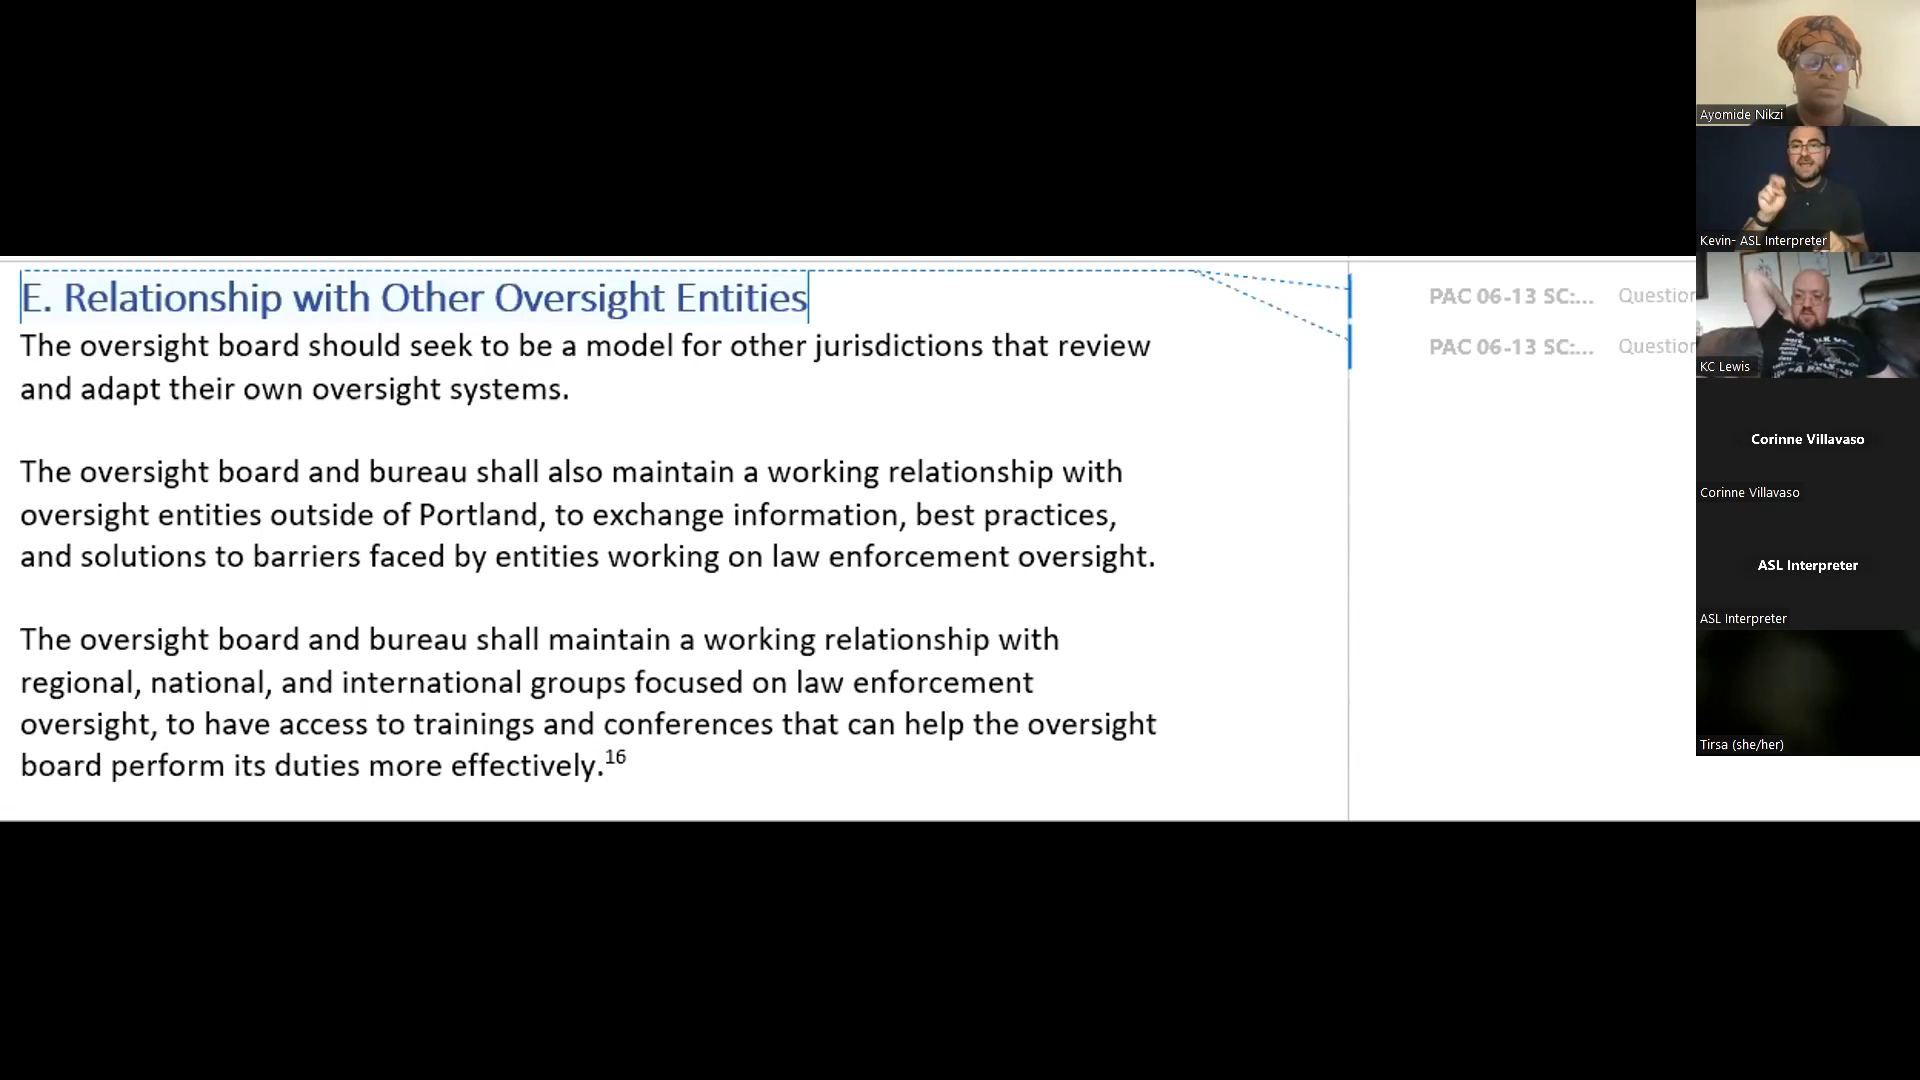 E. Relationship with Other Oversight Entities
The oversight board should seek to be a model for other jurisdictions that review
and adapt their own oversight systems.
The oversight board and bureau shall also maintain a working relationship with
oversight entities outside of Portland, to exchange information, best practices,
and solutions to barriers faced by entities working on law enforcement oversight.
The oversight board and bureau shall maintain a working relationship with
regional, national, and international groups focused on law enforcement
oversight, to have access to trainings and conferences that can help the oversight
board perform its duties more effectively.16
PAC 06-13 SC:... Question
PAC 06-13 SC:... Question
Ayomide Nikzi
Kevin- ASL Interpreter
KC Lewis
Corinne Villavaso
Corinne Villavaso
ASL Interpreter
ASL Interpreter
Tirsa (she/her)